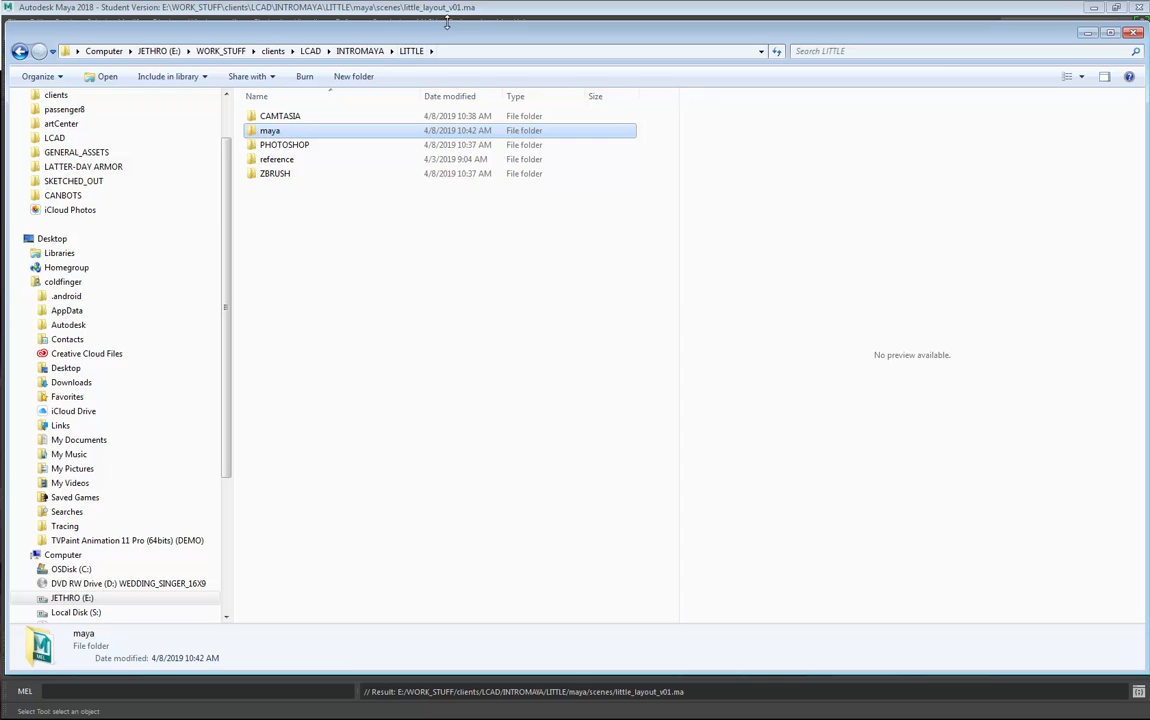 Autodesk Maya 2018 - Student Version: E:\WORK_STUFF\clients\LCAD\INTROMAYA\LITTLE\maya\scenes\little_layout_v01.ma
Computer JETHRO (E:) WORK_STUFF clients LCAD INTROMAYA LITTLE
Search LITTLE
Organize Open Include in library Share with Burn New folder
Name Date modified Type Size
CAMTASIA 4/8/2019 10:38 AM File folder
maya 4/8/2019 10:42 AM File folder
PHOTOSHOP 4/8/2019 10:37 AM File folder
reference 4/3/2019 9:04 AM File folder
ZBRUSH 4/8/2019 10:37 AM File folder
clients
passenger8
artCenter
LCAD
GENERAL_ASSETS
LATTER-DAY ARMOR
SKETCHED_OUT
CANBOTS
iCloud Photos
Desktop
Libraries
Homegroup
coldfinger
.android
AppData
Autodesk
Contacts
Creative Cloud Files
Desktop
Downloads
Favorites
iCloud Drive
Links
My Documents
My Music
My Pictures
My Videos
Saved Games
Searches
Tracing
TVPaint Animation 11 Pro (64bits) (DEMO)
Computer
OSDisk (C:)
DVD RW Drive (D:) WEDDING_SINGER_16X9
JETHRO (E:)
Local Disk (S:)
No preview available.
MEL
maya
File folder
Date modified: 4/8/2019 10:42 AM
MEL
// Result: E:/WORK_STUFF/clients/LCAD/INTROMAYA/LITTLE/maya/scenes/little_layout_v01.ma
Select Tool: select an object